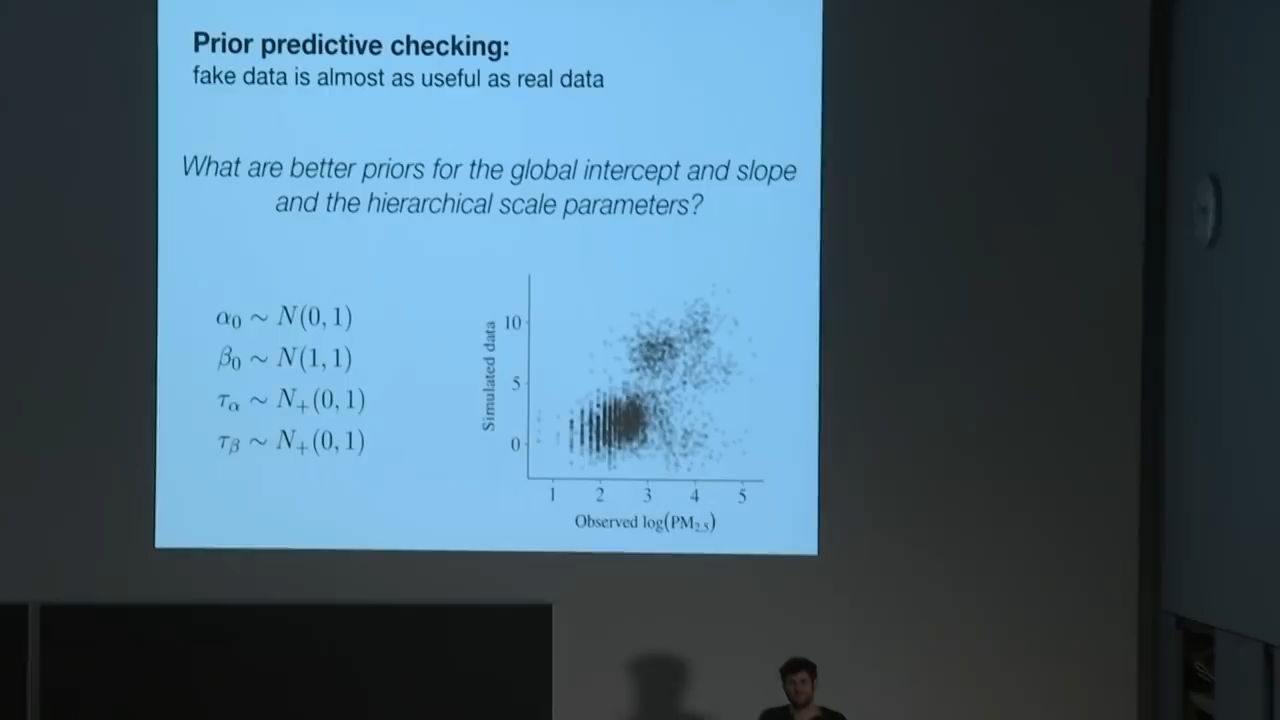 Prior predictive checking:
fake data is almost as useful as real data
What are better priors for the global intercept and slope
and the hierarchical scale parameters?
α₀ ~ N(0, 1)
β₀ ~ N(1, 1)
τ_α ~ N₊(0, 1)
τ_β ~ N₊(0, 1)
Simulated data
10
5
0
1 2 3 4 5
Observed log(PM₂.₅)